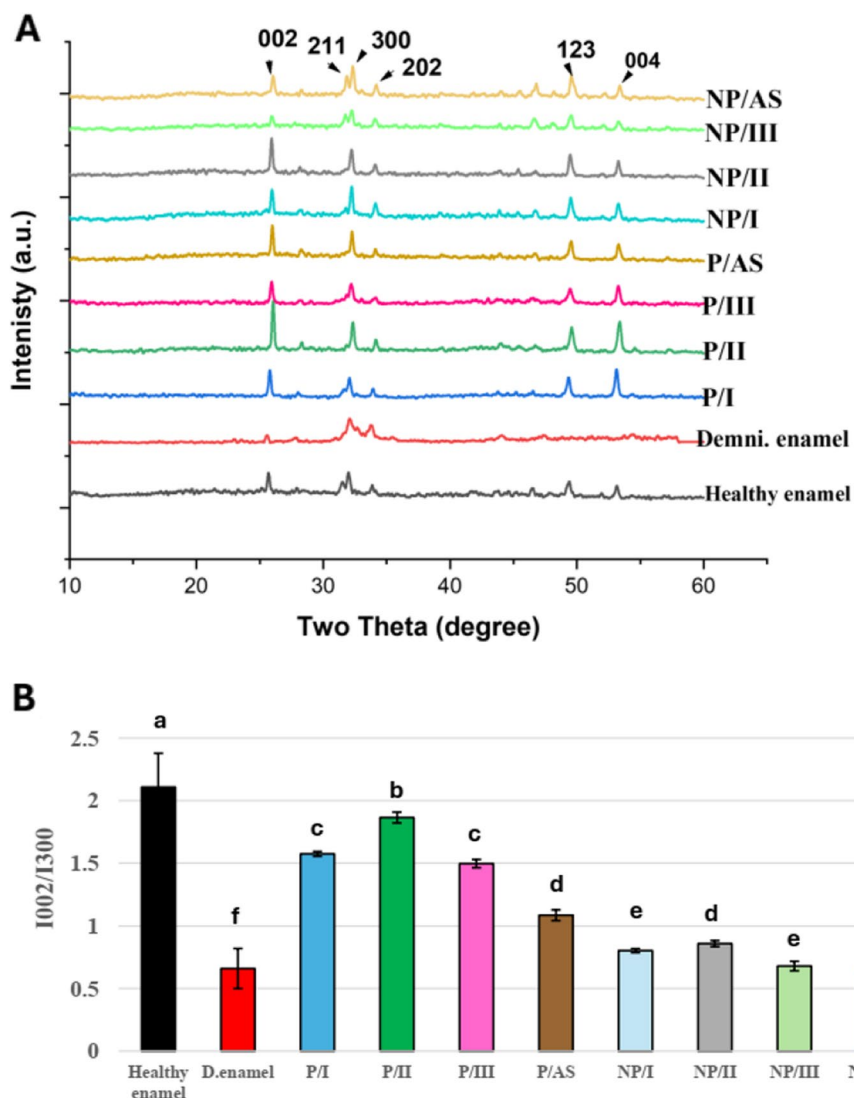 A
002
211
300
202
123
004
NP/AS
NP/III
NP/II
NP/I
P/AS
P/III
P/II
P/I
Demni. enamel
Healthy enamel
Intenisty (a.u.)
10
20
30
40
50
60
Two Theta (degree)
B
I002/I300
2.5
2
1.5
1
0.5
0
a
f
c
b
c
d
e
d
e
Healthy
enamel
D.enamel
P/I
P/II
P/III
P/AS
NP/I
NP/II
NP/III